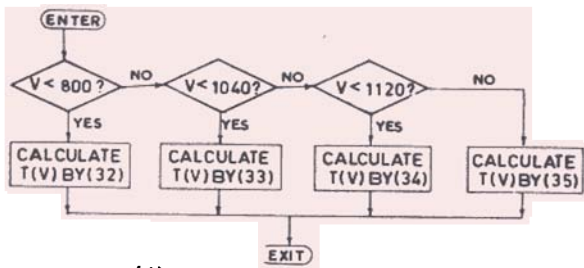 ENTER
V < 800 ?
NO
V < 1040?
NO
V < 1120?
NO
YES
YES
YES
CALCULATE
T(V) BY(32)
CALCULATE
T(V) BY(33)
CALCULATE
T(V) BY(34)
CALCULATE
T(V) BY(35)
EXIT